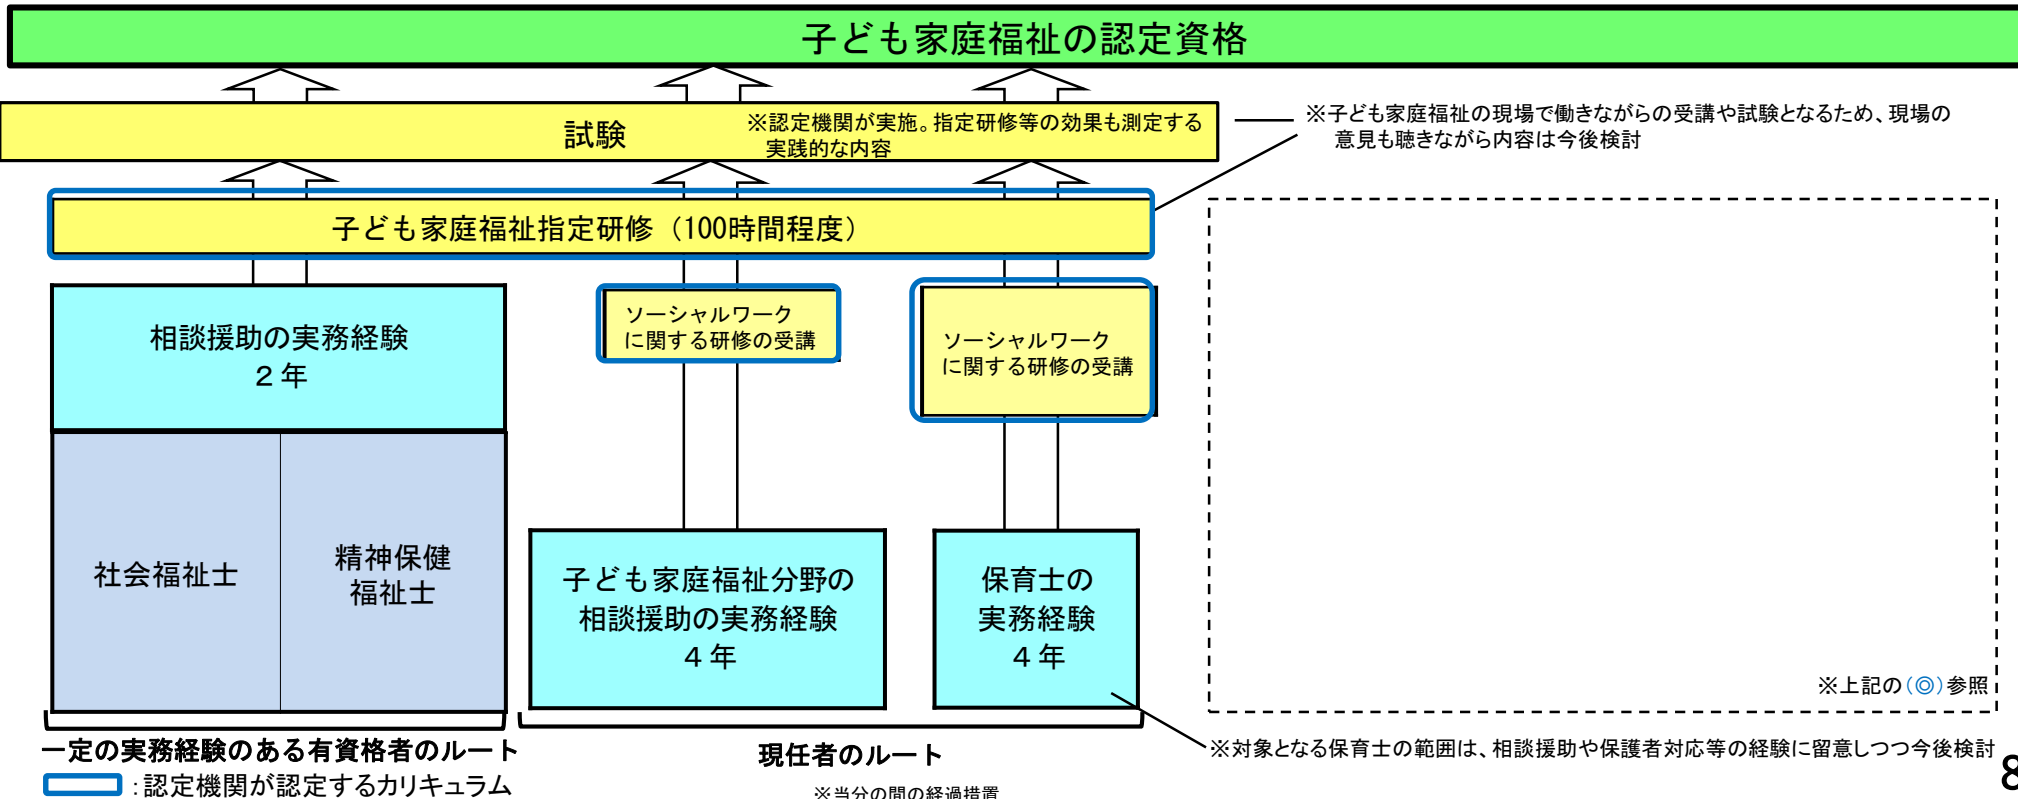 子ども家庭福祉の認定資格
試験
※認定機関が実施。指定研修等の効果も測定する
実践的な内容
※子ども家庭福祉の現場で働きながらの受講や試験となるため、現場の
意見も聴きながら内容は今後検討
子ども家庭福祉指定研修（100時間程度）
相談援助の実務経験
２年
ソーシャルワーク
に関する研修の受講
ソーシャルワーク
に関する研修の受講
社会福祉士
精神保健
福祉士
子ども家庭福祉分野の
相談援助の実務経験
４年
保育士の
実務経験
４年
※上記の（◎）参照
一定の実務経験のある有資格者のルート
現任者のルート
※対象となる保育士の範囲は、相談援助や保護者対応等の経験に留意しつつ今後検討
：認定機関が認定するカリキュラム
※当分の間の経過措置
8